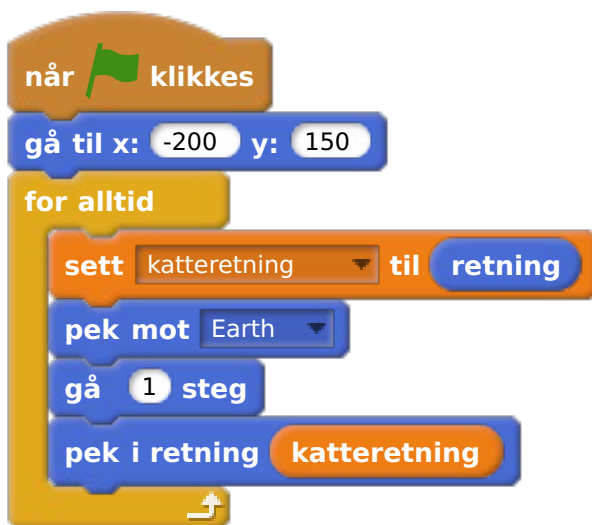 når klikkes
gå til x: -200 y: 150
for alltid
sett katteretning til retning
pek mot Earth
gå 1 steg
pek i retning katteretning